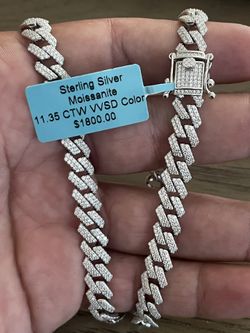 Sterling Silver
Moissanite
11.35 CTW VVSD Color
$1800.00